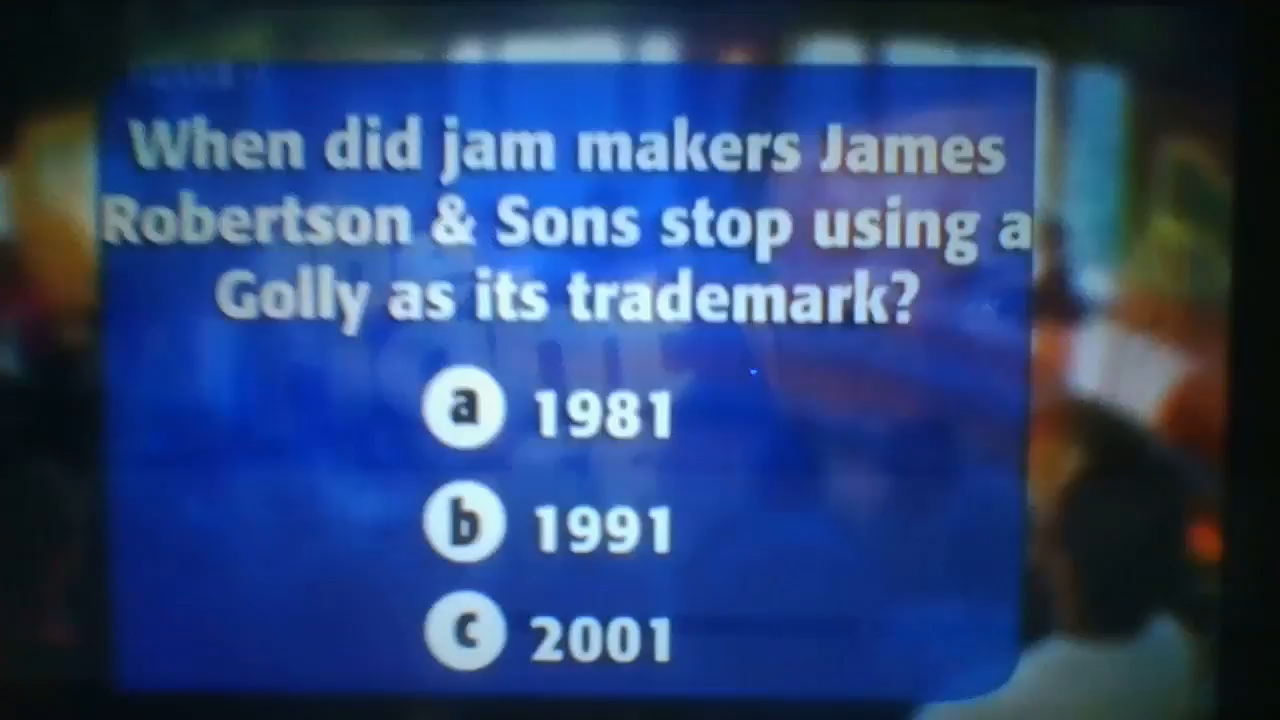 When did jam makers James
Robertson & Sons stop using a
Golly as its trademark?
a 1981
b 1991
c 2001